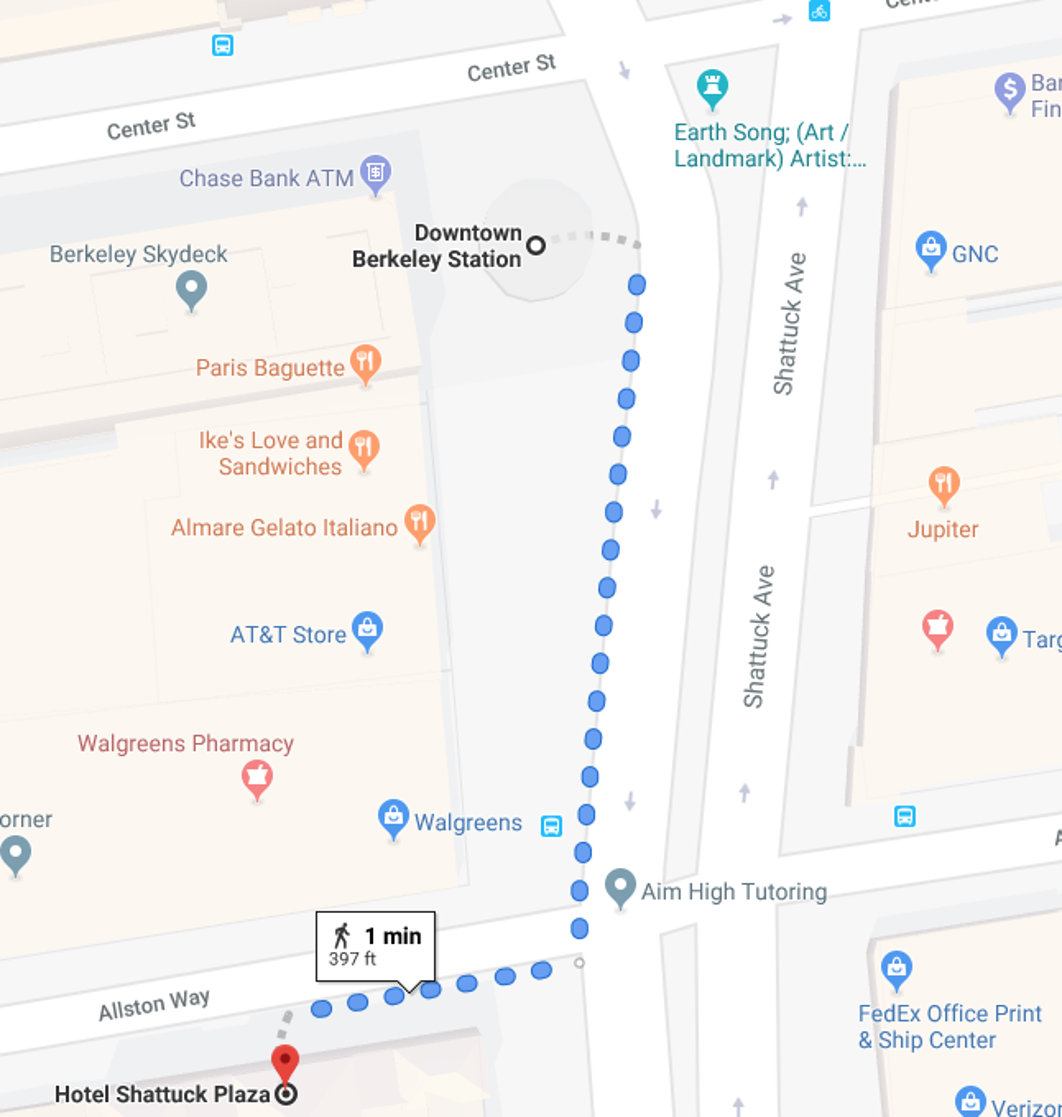 Cente
Center St
Center St
Earth Song; (Art /
Landmark) Artist:...
Ban
Fin
Chase Bank ATM
Downtown
Berkeley Station
Berkeley Skydeck
GNC
Shattuck Ave
Paris Baguette
Ike's Love and
Sandwiches
Almare Gelato Italiano
Jupiter
AT&T Store
Shattuck Ave
Targ
Walgreens Pharmacy
orner
Walgreens
Aim High Tutoring
1 min
397 ft
Allston Way
FedEx Office Print
& Ship Center
Hotel Shattuck Plaza
Verizon